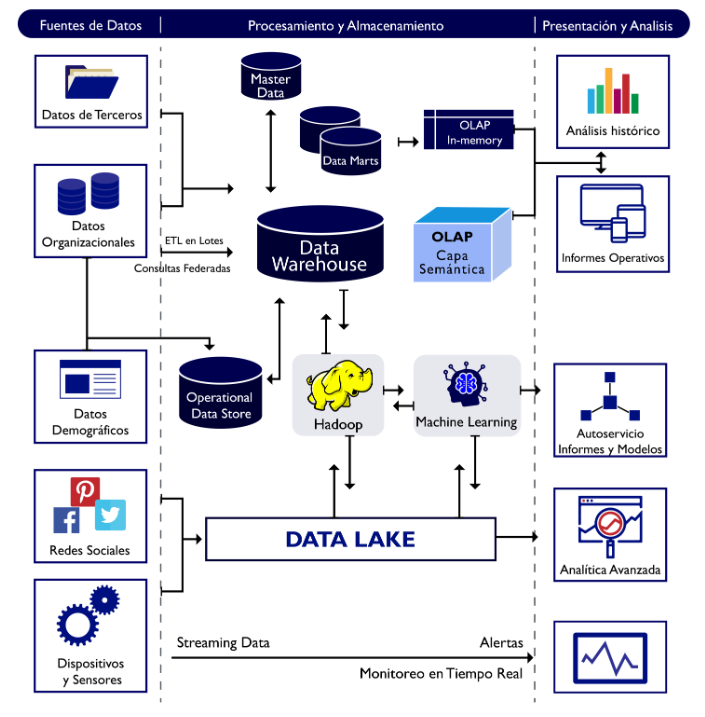 Fuentes de Datos
Procesamiento y Almacenamiento
Presentación y Analisis
Datos de Terceros
Master
Data
Data Marts
OLAP
In-memory
Análisis histórico
Datos
Organizacionales
ETL en Lotes
Consultas Federadas
Data
Warehouse
OLAP
Capa
Semántica
Informes Operativos
Datos
Demográficos
Operational
Data Store
Hadoop
Machine Learning
Autoservicio
Informes y Modelos
Redes Sociales
DATA LAKE
Analítica Avanzada
Dispositivos
y Sensores
Streaming Data
Alertas
Monitoreo en Tiempo Real